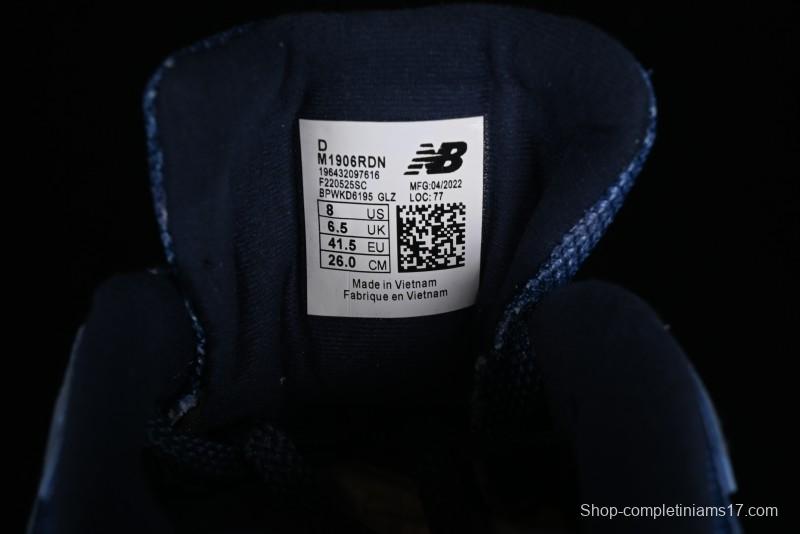 D
M1906RDN
196432097616
F220525SC
BPWKD6195 GLZ
NB
MFG:04/2022
LOC: 77
8 US
6.5 UK
41.5 EU
26.0 CM
Made in Vietnam
Fabrique en Vietnam
Shop-completiniams17.com